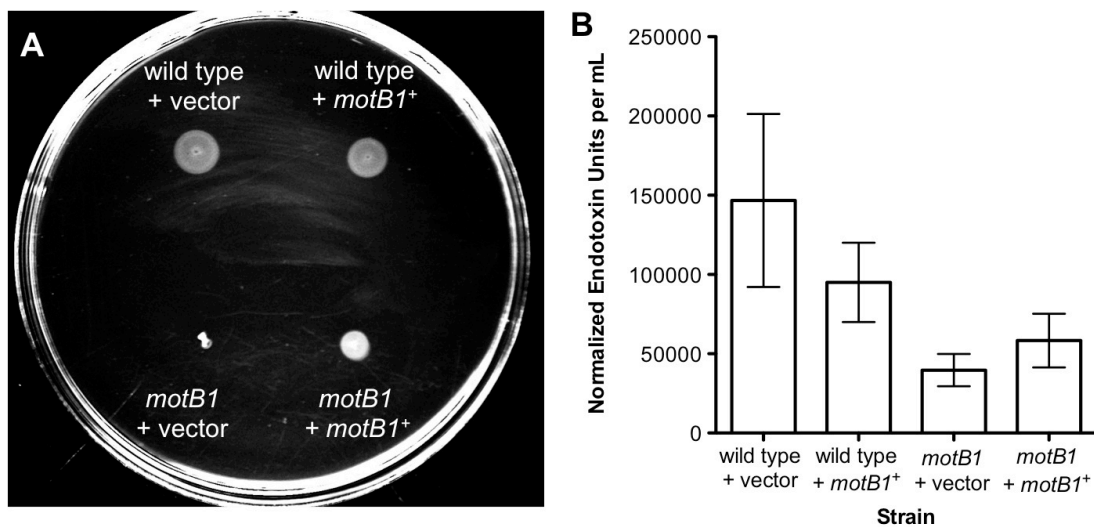 A
wild type
+ vector
wild type
+ motB1⁺
motB1
+ vector
motB1
+ motB1⁺
B
Normalized Endotoxin Units per mL
250000
200000
150000
100000
50000
0
wild type
+ vector
wild type
+ motB1⁺
motB1
+ vector
motB1
+ motB1⁺
Strain